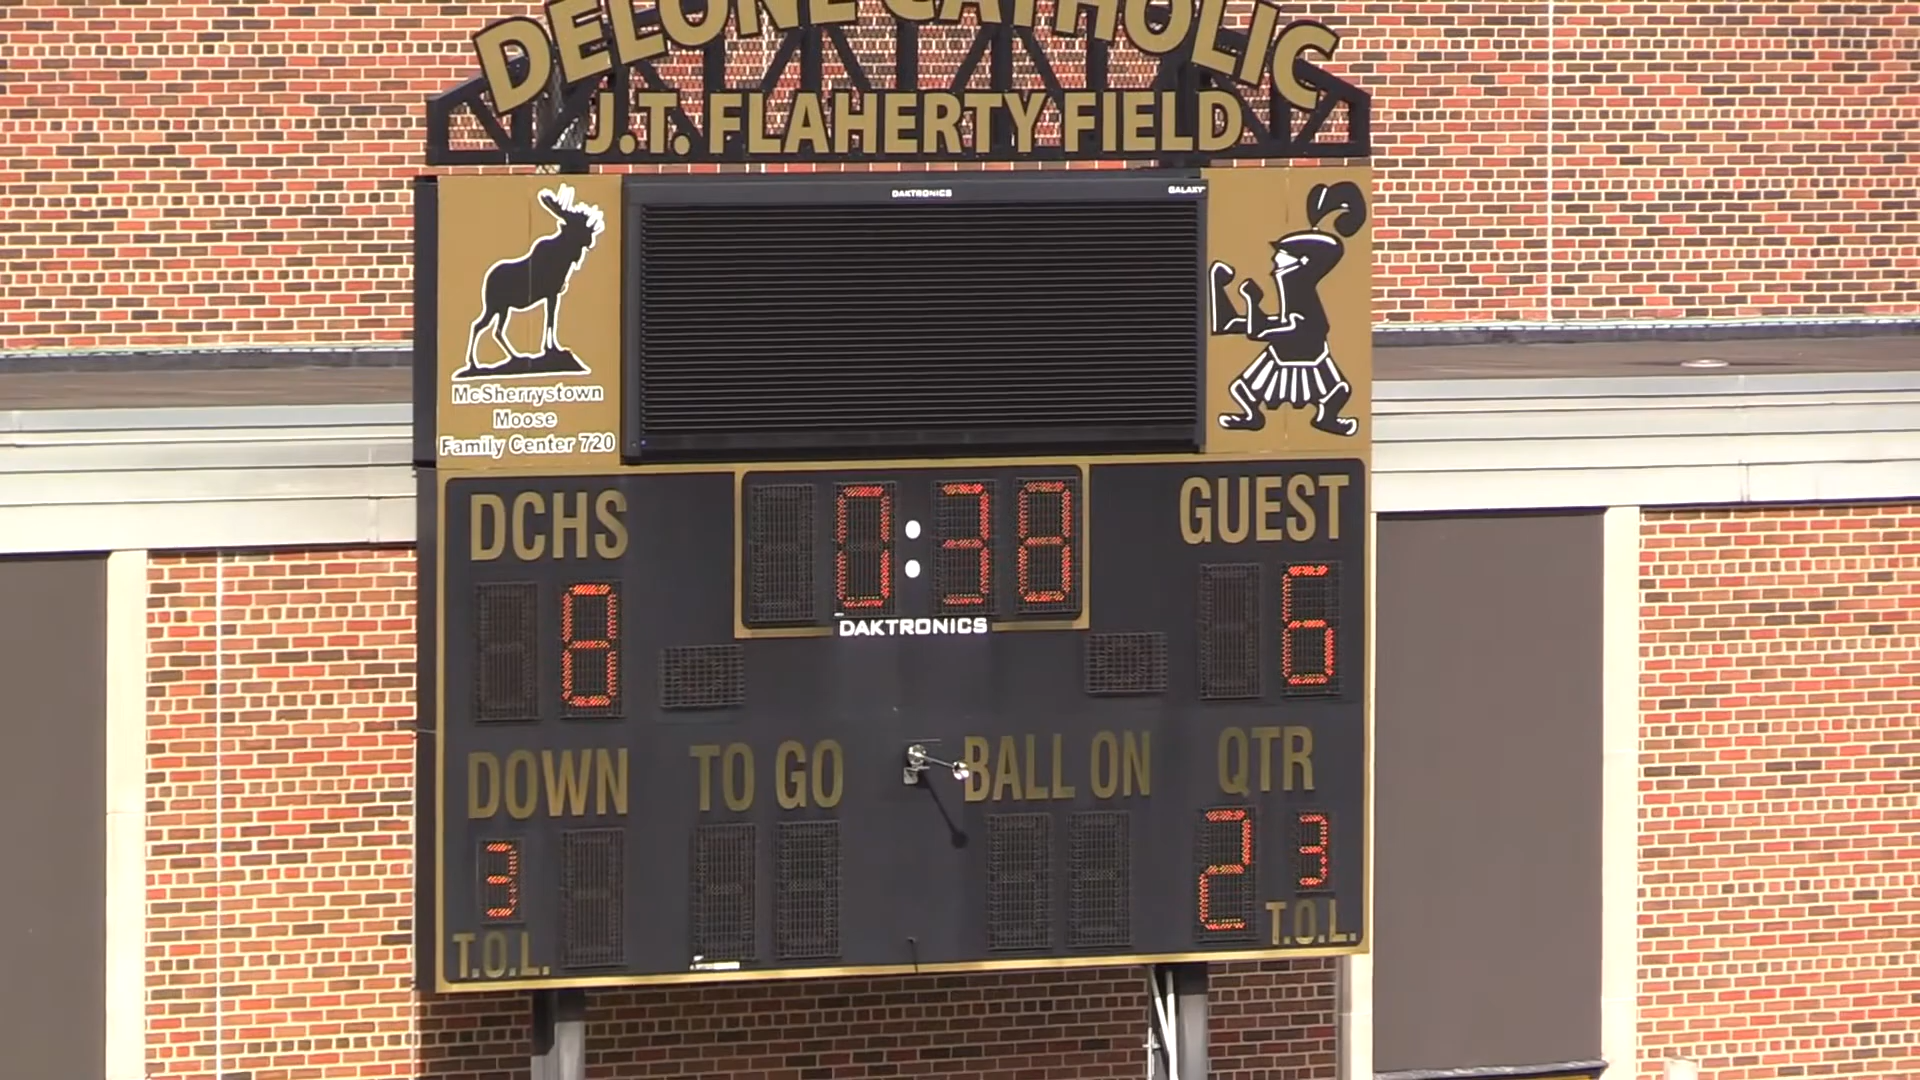 DELONE CATHOLIC
J.T. FLAHERTY FIELD
DAKTRONICS
GALAXY
McSherrystown
Moose
Family Center 720
DCHS
0:38
GUEST
8
6
DAKTRONICS
DOWN
TO GO
BALL ON
QTR
3
2
3
T.O.L.
T.O.L.